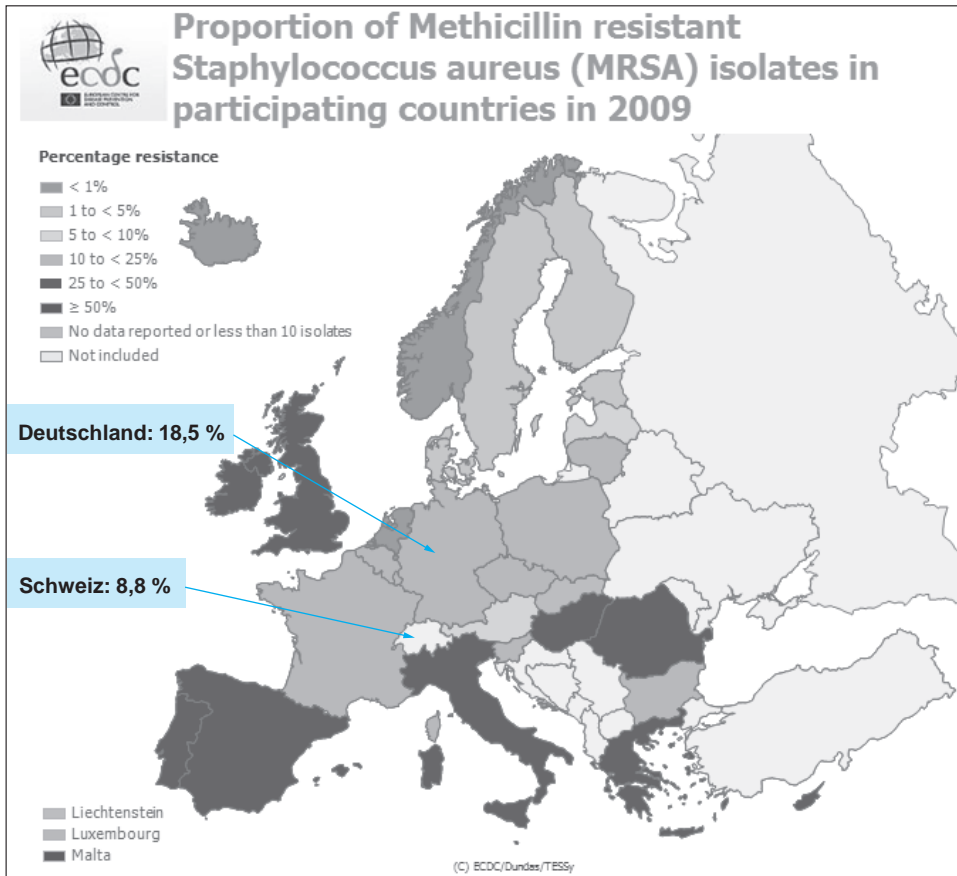 Proportion of Methicillin resistant
Staphylococcus aureus (MRSA) isolates in
participating countries in 2009
ecdc
EUROPEAN CENTRE FOR
DISEASE PREVENTION
AND CONTROL
Percentage resistance
< 1%
1 to < 5%
5 to < 10%
10 to < 25%
25 to < 50%
≥ 50%
No data reported or less than 10 isolates
Not included
Deutschland: 18,5 %
Schweiz: 8,8 %
Liechtenstein
Luxembourg
Malta
(C) ECDC/Dundas/TESSy